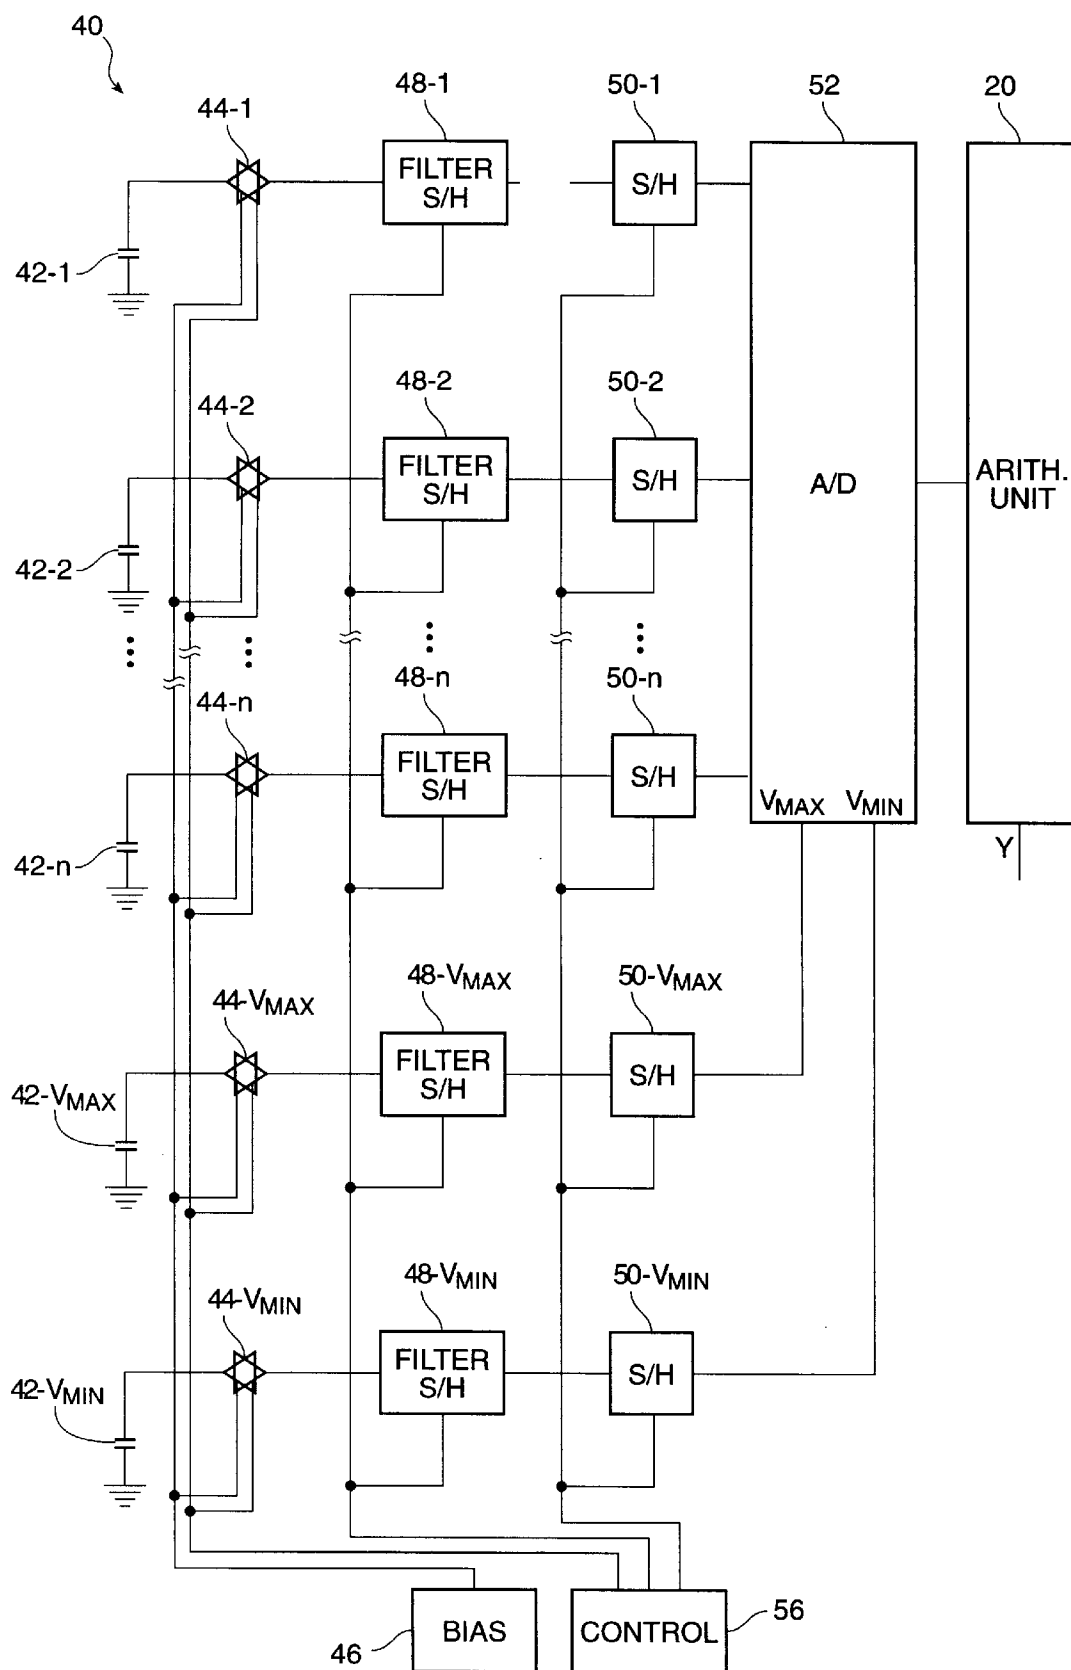 40
44-1
48-1
50-1
52
20
FILTER
S/H
S/H
42-1
44-2
48-2
50-2
FILTER
S/H
S/H
A/D
ARITH.
UNIT
42-2
44-n
48-n
50-n
FILTER
S/H
S/H
VMAX
VMIN
42-n
Y
44-VMAX
48-VMAX
50-VMAX
FILTER
S/H
S/H
42-VMAX
44-VMIN
48-VMIN
50-VMIN
FILTER
S/H
S/H
42-VMIN
46
BIAS
CONTROL
56